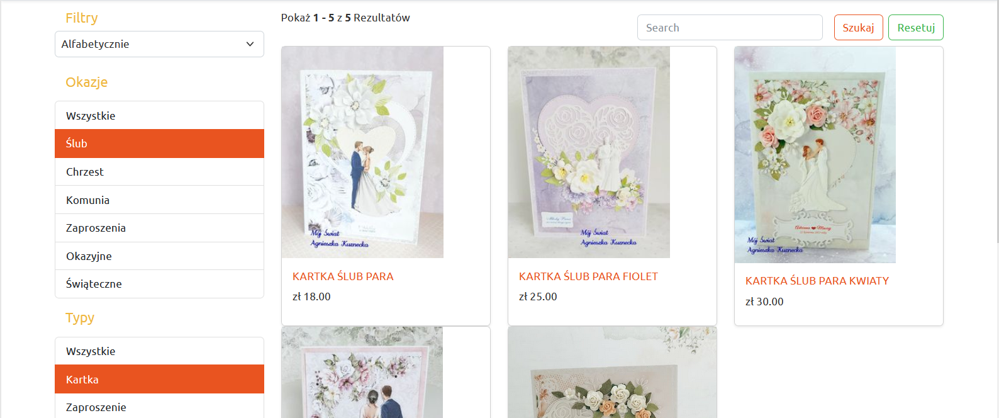 Filtry
Alfabetycznie
Okazje
Wszystkie
Ślub
Chrzest
Komunia
Zaproszenia
Okazyjne
Świąteczne
Typy
Wszystkie
Kartka
Zaproszenie
Pokaż 1 - 5 z 5 Rezultatów
Search
Szukaj
Resetuj
Mój Świat
Agnieszka Kuznecka
KARTKA ŚLUB PARA
zł 18.00
Mój Świat
Agnieszka Kuznecka
KARTKA ŚLUB PARA FIOLET
zł 25.00
Mój Świat
Agnieszka Kuznecka
KARTKA ŚLUB PARA KWIATY
zł 30.00